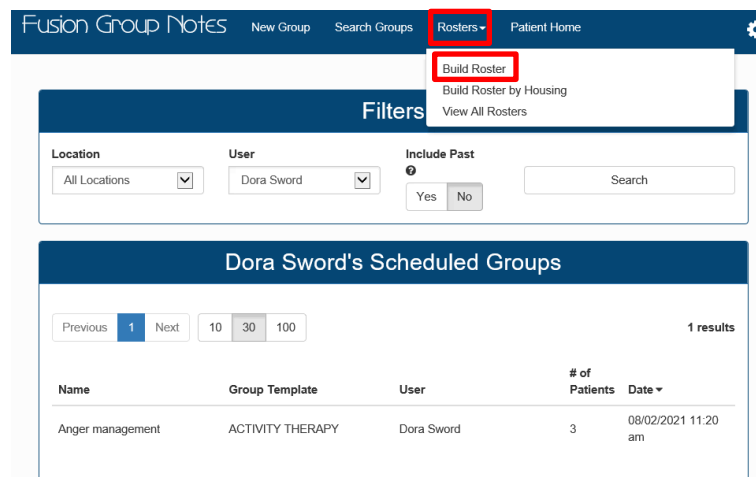 Fusion Group Notes New Group Search Groups Rosters Patient Home
Build Roster
Build Roster by Housing
View All Rosters
Filters
Location User Include Past
All Locations Dora Sword Yes No Search
Dora Sword's Scheduled Groups
Previous 1 Next 10 30 100 1 results
Name Group Template User # of Patients Date
Anger management ACTIVITY THERAPY Dora Sword 3 08/02/2021 11:20 am